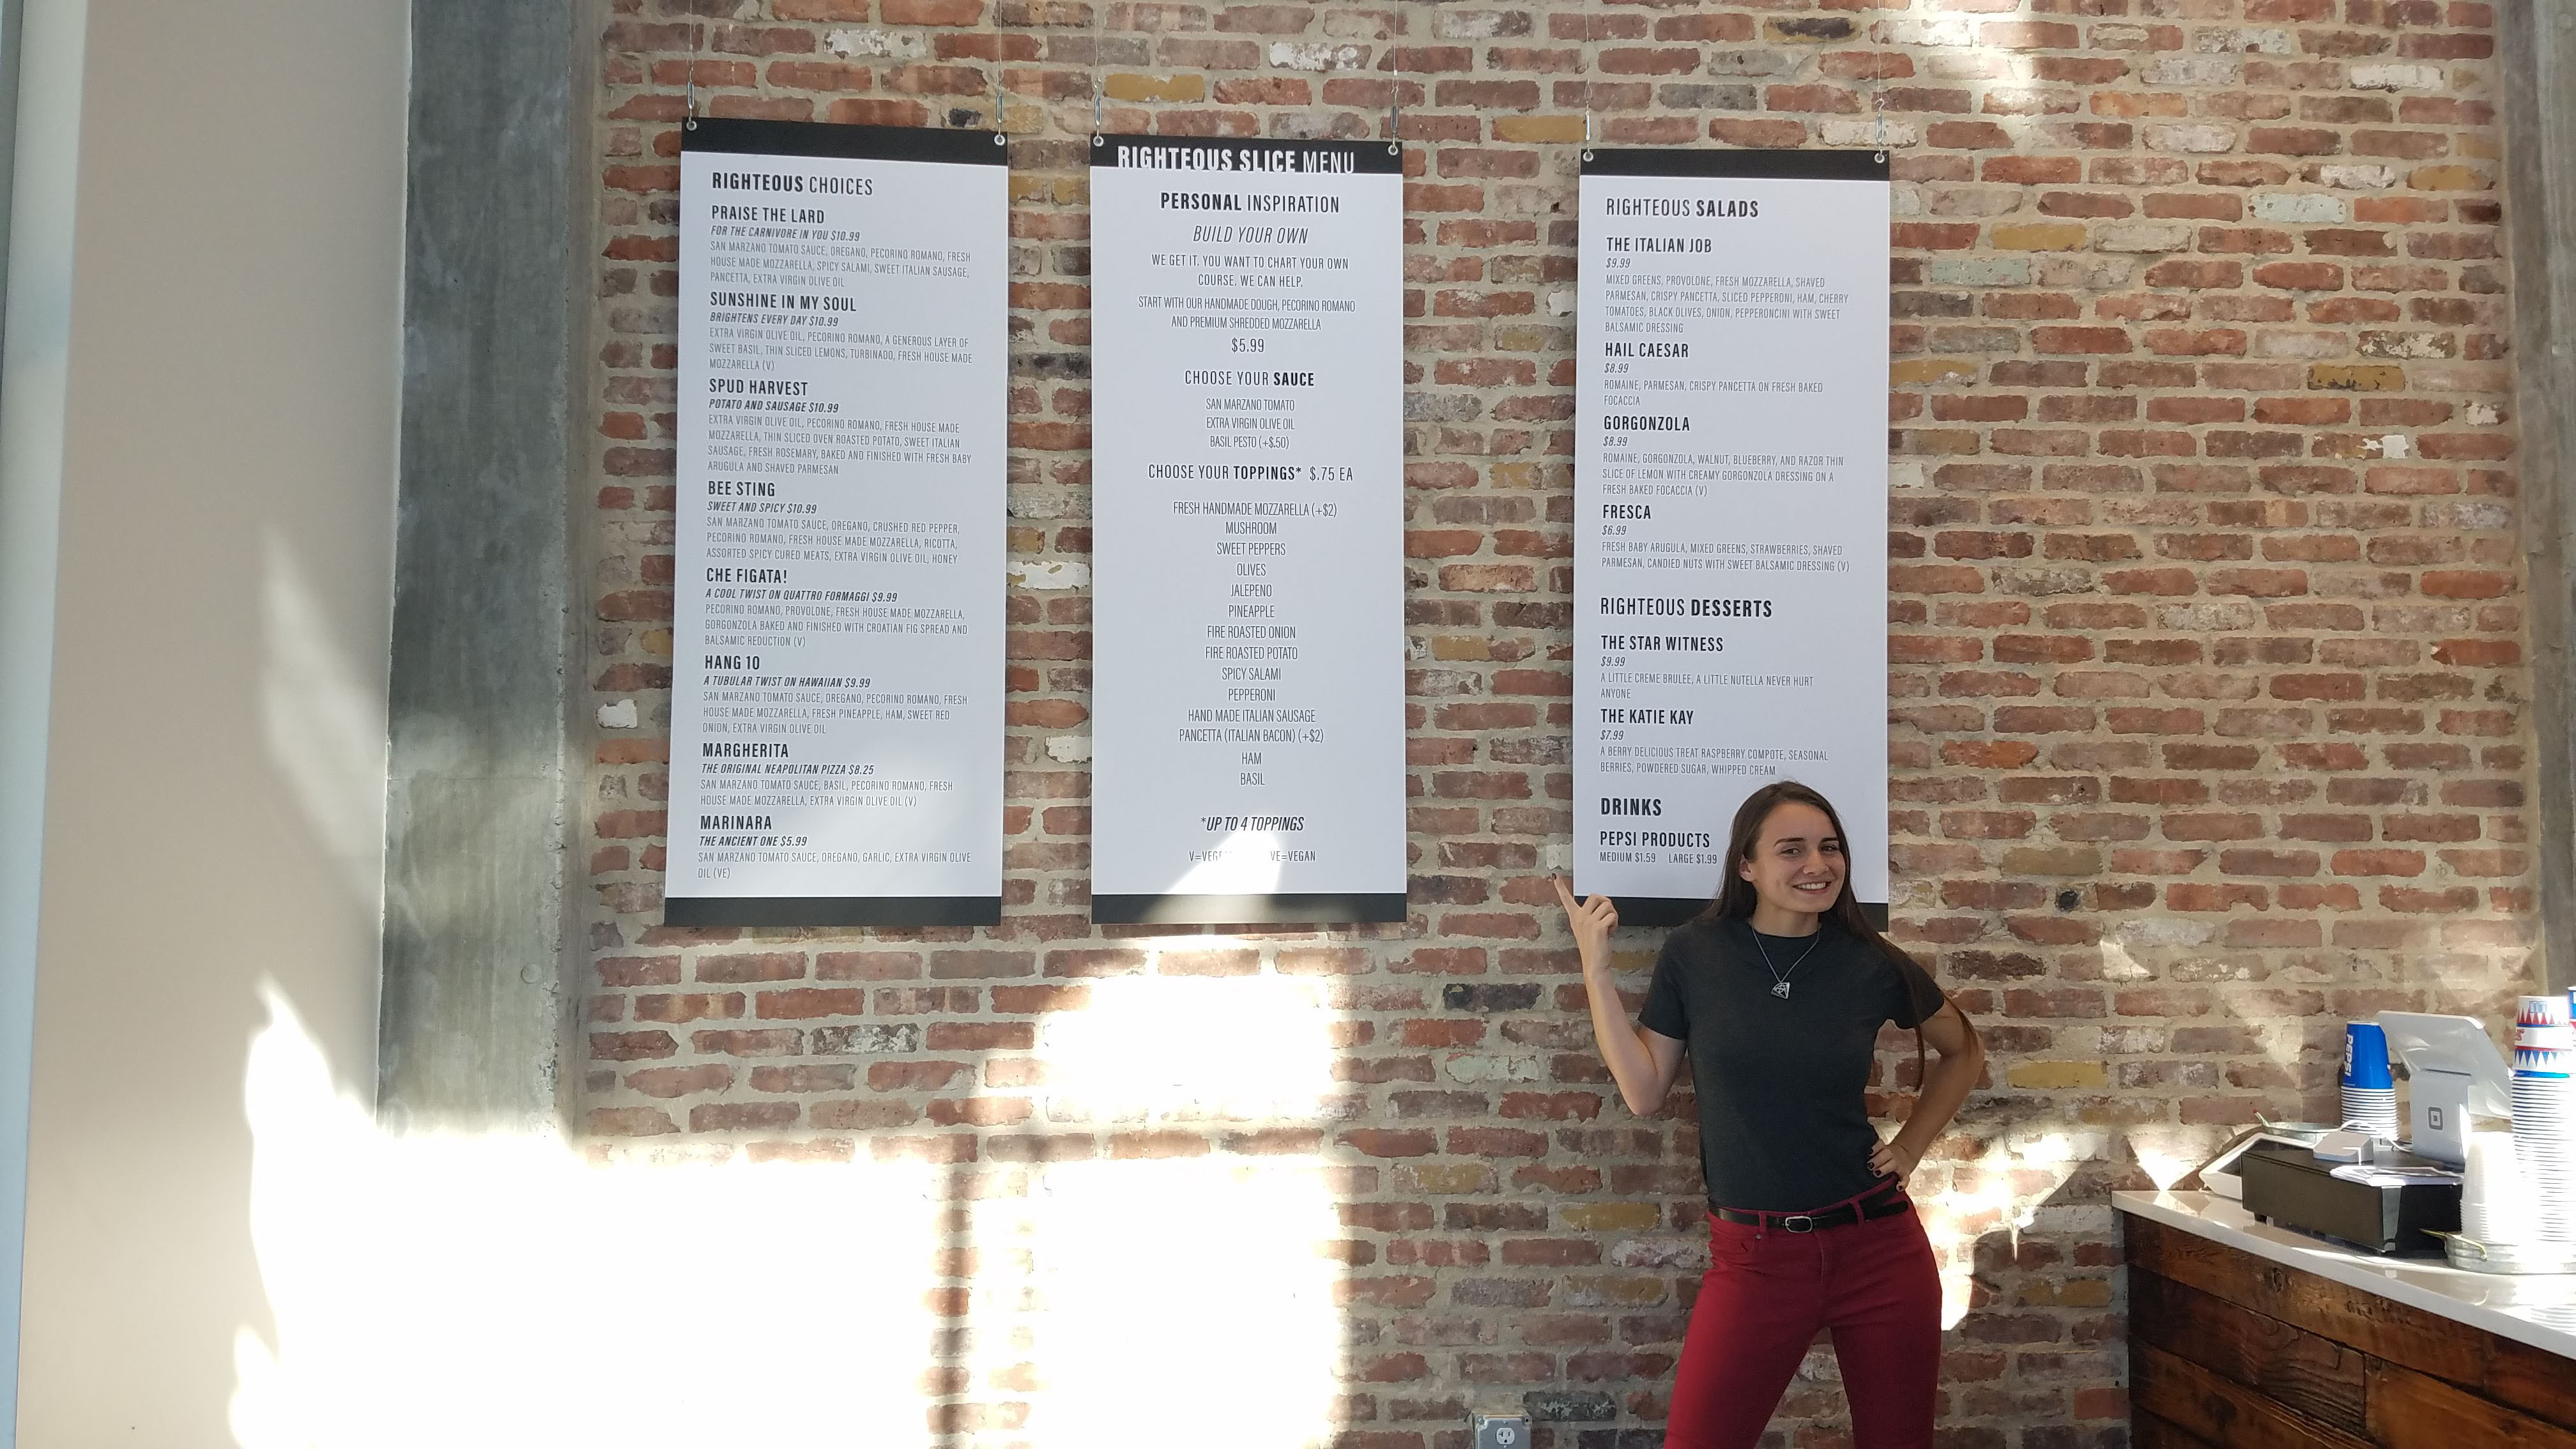 RIGHTEOUS CHOICES
PRAISE THE LARD
FOR THE CARNIVORE IN YOU $10.99
SAN MARZANO TOMATO SAUCE, OREGANO, PECORINO ROMANO, FRESH
HOUSE MADE MOZZARELLA, SPICY SALAMI, SWEET ITALIAN SAUSAGE,
PANCETTA, EXTRA VIRGIN OLIVE OIL
SUNSHINE IN MY SOUL
BRIGHTENS EVERY DAY $10.99
EXTRA VIRGIN OLIVE OIL, PECORINO ROMANO, A GENEROUS LAYER OF
SWEET BASIL, THIN SLICED LEMONS, TURBINADO, FRESH HOUSE MADE
MOZZARELLA (V)
SPUD HARVEST
POTATO AND SAUSAGE $10.99
EXTRA VIRGIN OLIVE OIL, PECORINO ROMANO, FRESH HOUSE MADE
MOZZARELLA, THIN SLICED OVEN ROASTED POTATO, SWEET ITALIAN
SAUSAGE, FRESH ROSEMARY, BAKED AND FINISHED WITH FRESH BABY
ARUGULA AND SHAVED PARMESAN
BEE STING
SWEET AND SPICY $10.99
SAN MARZANO TOMATO SAUCE, OREGANO, CRUSHED RED PEPPER,
PECORINO ROMANO, FRESH HOUSE MADE MOZZARELLA, RICOTTA,
ASSORTED SPICY CURED MEATS, EXTRA VIRGIN OLIVE OIL, HONEY
CHE FIGATA!
A COOL TWIST ON QUATTRO FORMAGGI $9.99
PECORINO ROMANO, PROVOLONE, FRESH HOUSE MADE MOZZARELLA,
GORGONZOLA BAKED AND FINISHED WITH CROATIAN FIG SPREAD AND
BALSAMIC REDUCTION (V)
HANG 10
A TUBULAR TWIST ON HAWAIIAN $9.99
SAN MARZANO TOMATO SAUCE, OREGANO, PECORINO ROMANO, FRESH
HOUSE MADE MOZZARELLA, FRESH PINEAPPLE, HAM, SWEET RED
ONION, EXTRA VIRGIN OLIVE OIL
MARGHERITA
THE ORIGINAL NEAPOLITAN PIZZA $8.25
SAN MARZANO TOMATO SAUCE, BASIL, PECORINO ROMANO, FRESH
HOUSE MADE MOZZARELLA, EXTRA VIRGIN OLIVE OIL (V)
MARINARA
THE ANCIENT ONE $5.99
SAN MARZANO TOMATO SAUCE, OREGANO, GARLIC, EXTRA VIRGIN OLIVE
OIL (VE)
RIGHTEOUS SLICE MENU
PERSONAL INSPIRATION
BUILD YOUR OWN
WE GET IT. YOU WANT TO CHART YOUR OWN
COURSE. WE CAN HELP.
START WITH OUR HANDMADE DOUGH, PECORINO ROMANO
AND PREMIUM SHREDDED MOZZARELLA
$5.99
CHOOSE YOUR SAUCE
SAN MARZANO TOMATO
EXTRA VIRGIN OLIVE OIL
BASIL PESTO (+$.50)
CHOOSE YOUR TOPPINGS* $.75 EA
FRESH HANDMADE MOZZARELLA (+$2)
MUSHROOM
SWEET PEPPERS
OLIVES
JALEPENO
PINEAPPLE
FIRE ROASTED ONION
FIRE ROASTED POTATO
SPICY SALAMI
PEPPERONI
HAND MADE ITALIAN SAUSAGE
PANCETTA (ITALIAN BACON) (+$2)
HAM
BASIL
*UP TO 4 TOPPINGS
VE=VEGAN
RIGHTEOUS SALADS
THE ITALIAN JOB
$9.99
MIXED GREENS, PROVOLONE, FRESH MOZZARELLA, SHAVED
PARMESAN, CRISPY PANCETTA, SLICED PEPPERONI, HAM, CHERRY
TOMATOES, BLACK OLIVES, ONION, PEPPERONCINI WITH SWEET
BALSAMIC DRESSING
HAIL CAESAR
$8.99
ROMAINE, PARMESAN, CRISPY PANCETTA ON FRESH BAKED
FOCACCIA
GORGONZOLA
$8.99
ROMAINE, GORGONZOLA, WALNUT, BLUEBERRY, AND RAZOR THIN
SLICE OF LEMON WITH CREAMY GORGONZOLA DRESSING ON A
FRESH BAKED FOCACCIA (V)
FRESCA
$6.99
FRESH BABY ARUGULA, MIXED GREENS, STRAWBERRIES, SHAVED
PARMESAN, CANDIED NUTS WITH SWEET BALSAMIC DRESSING (V)
RIGHTEOUS DESSERTS
THE STAR WITNESS
$9.99
A LITTLE CREME BRULEE, A LITTLE NUTELLA NEVER HURT
ANYONE
THE KATIE KAY
$7.99
A BERRY DELICIOUS TREAT RASPBERRY COMPOTE, SEASONAL
BERRIES, POWDERED SUGAR, WHIPPED CREAM
DRINKS
PEPSI PRODUCTS
MEDIUM $1.59 LARGE $1.99
PEPSI